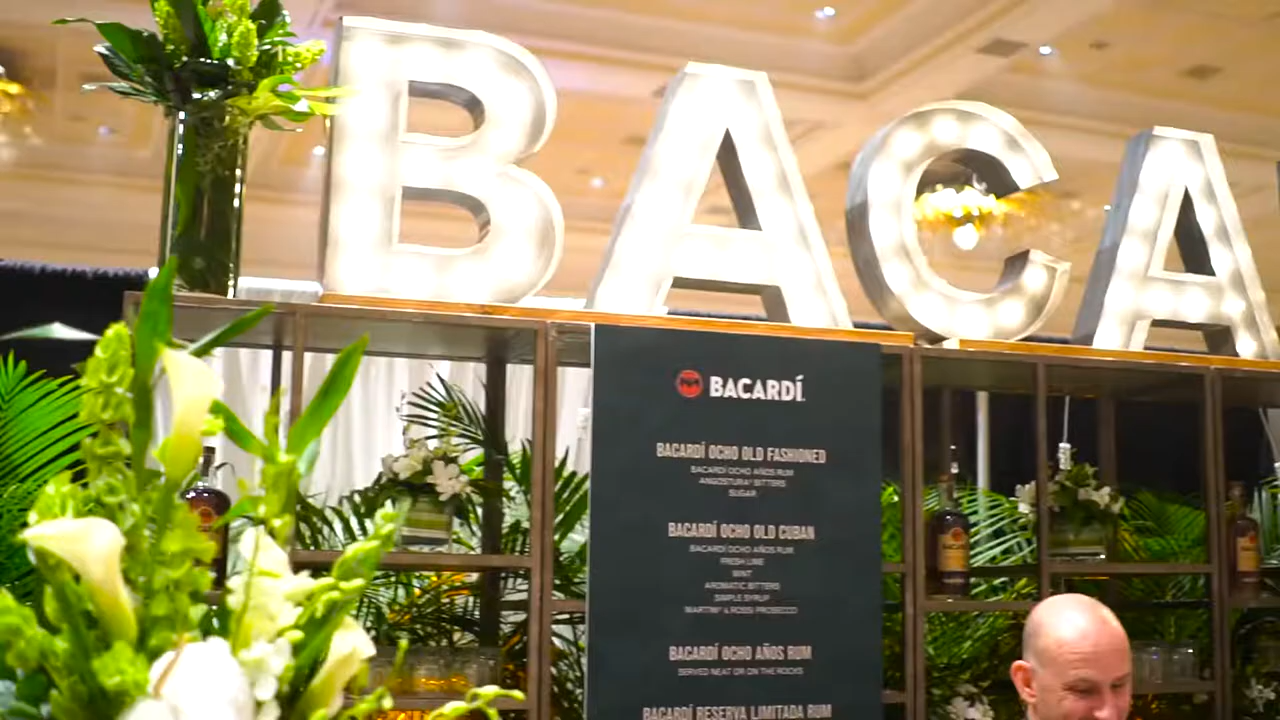 BACA
BACARDÍ
BACARDÍ OCHO OLD FASHIONED
BACARDÍ OCHO AÑOS RUM
ANGOSTURA® BITTERS
SUGAR
BACARDÍ OCHO OLD CUBAN
BACARDÍ OCHO AÑOS RUM
FRESH LIME
MINT
AROMATIC BITTERS
SIMPLE SYRUP
MARTINI® & ROSSI PROSECCO
BACARDÍ OCHO AÑOS RUM
SERVED NEAT OR ON THE ROCKS
BACARDÍ RESERVA LIMITADA RUM
BACARDÍ